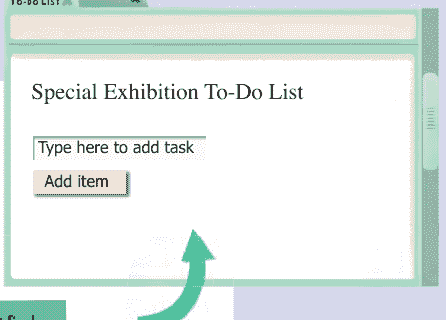 To-do List
Special Exhibition To-Do List
Type here to add task
Add item